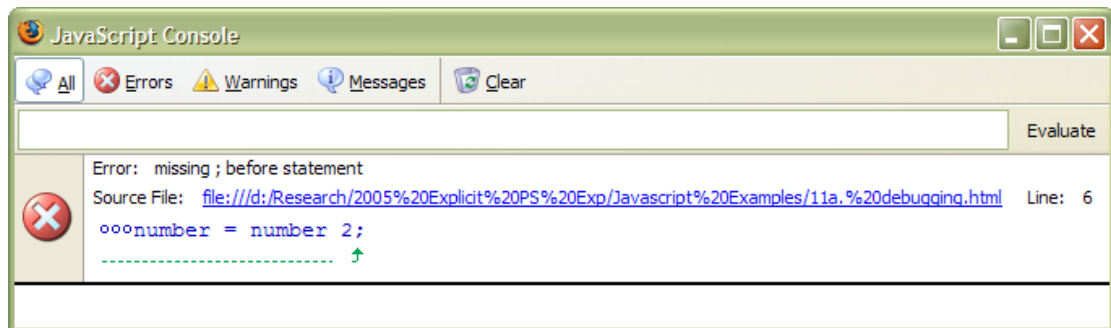 JavaScript Console
All Errors Warnings Messages Clear
Evaluate
Error: missing ; before statement
Source File: file:///d:/Research/2005%20Explicit%20PS%20Exp/Javascript%20Examples/11a.%20debugging.html Line: 6
°°°number = number 2;